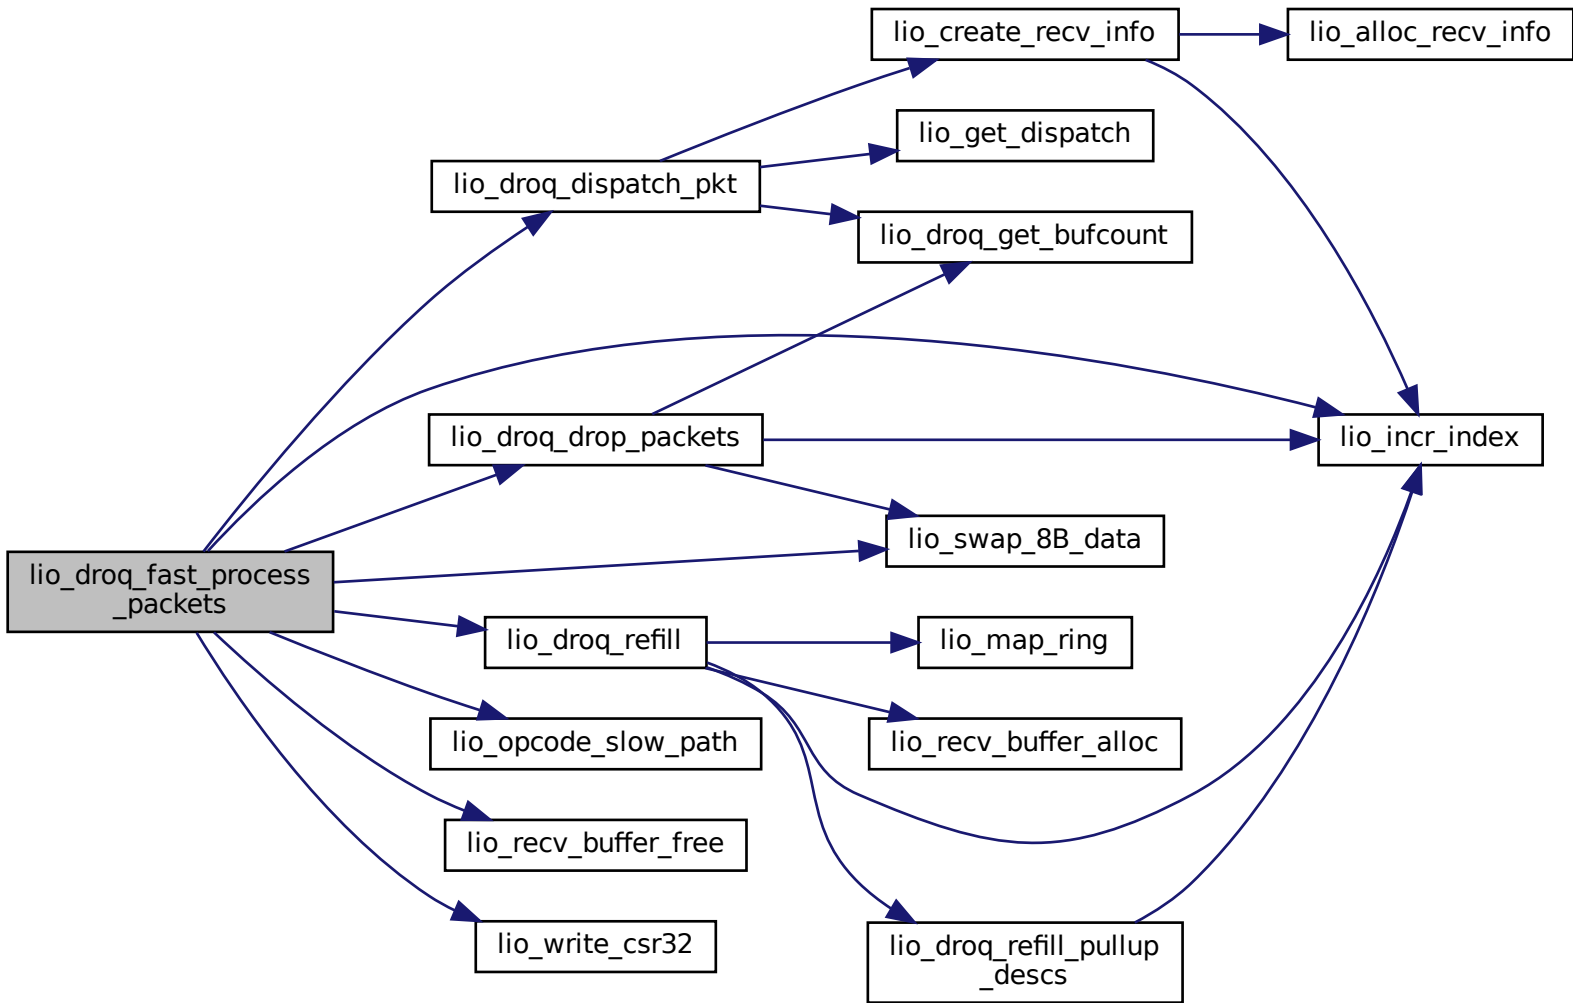 lio_create_recv_info
lio_alloc_recv_info
lio_get_dispatch
lio_droq_dispatch_pkt
lio_droq_get_bufcount
lio_droq_drop_packets
lio_incr_index
lio_swap_8B_data
lio_droq_fast_process
_packets
lio_droq_refill
lio_map_ring
lio_opcode_slow_path
lio_recv_buffer_alloc
lio_recv_buffer_free
lio_write_csr32
lio_droq_refill_pullup
_descs